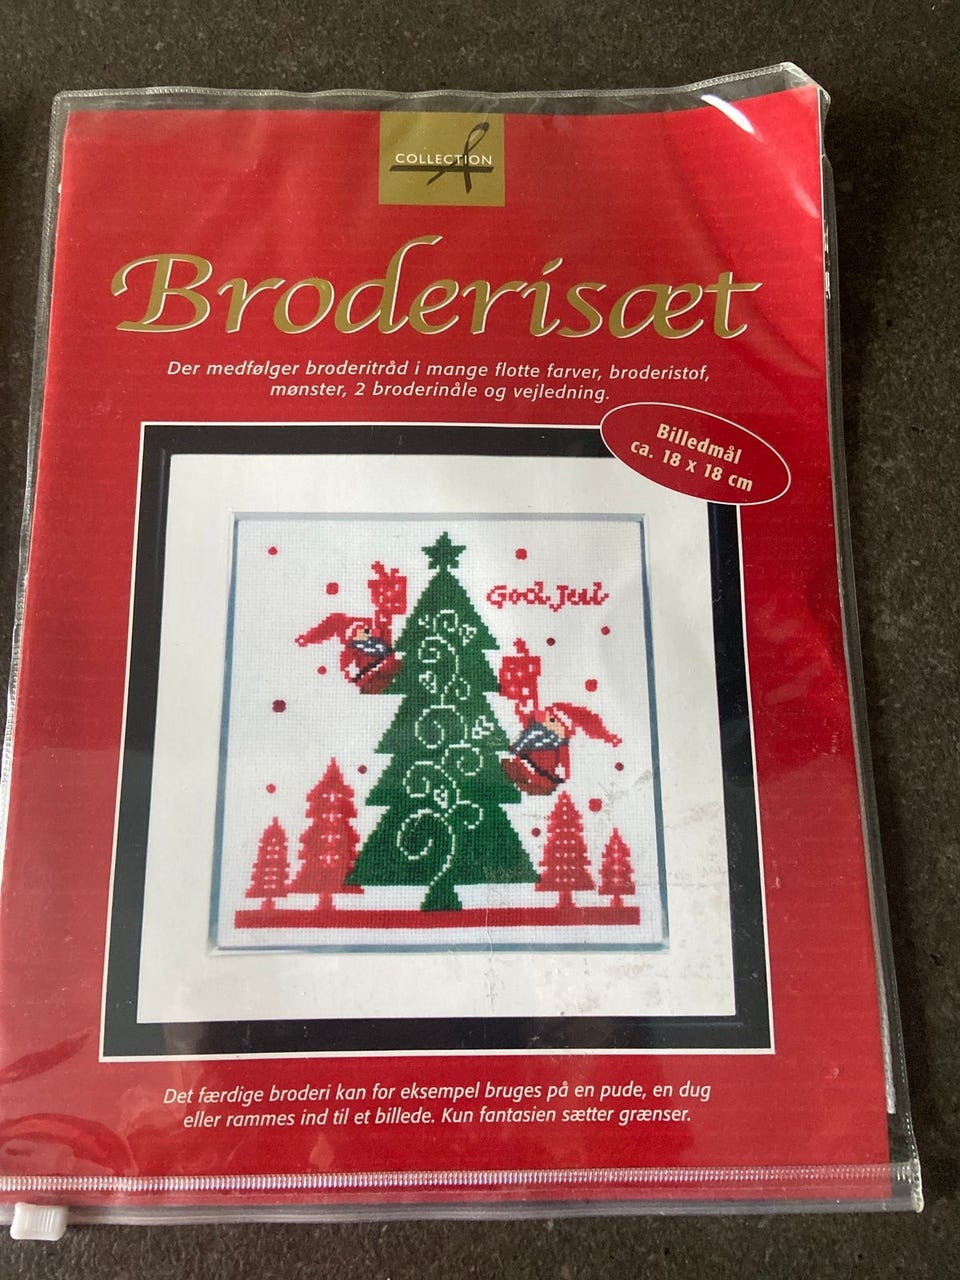 COLLECTION
Broderisæt
Der medfølger broderitråd i mange flotte farver, broderistof,
mønster, 2 broderinåle og vejledning.
Billedmål
ca. 18 x 18 cm
God Jul
Det færdige broderi kan for eksempel bruges på en pude, en dug
eller rammes ind til et billede. Kun fantasien sætter grænser.